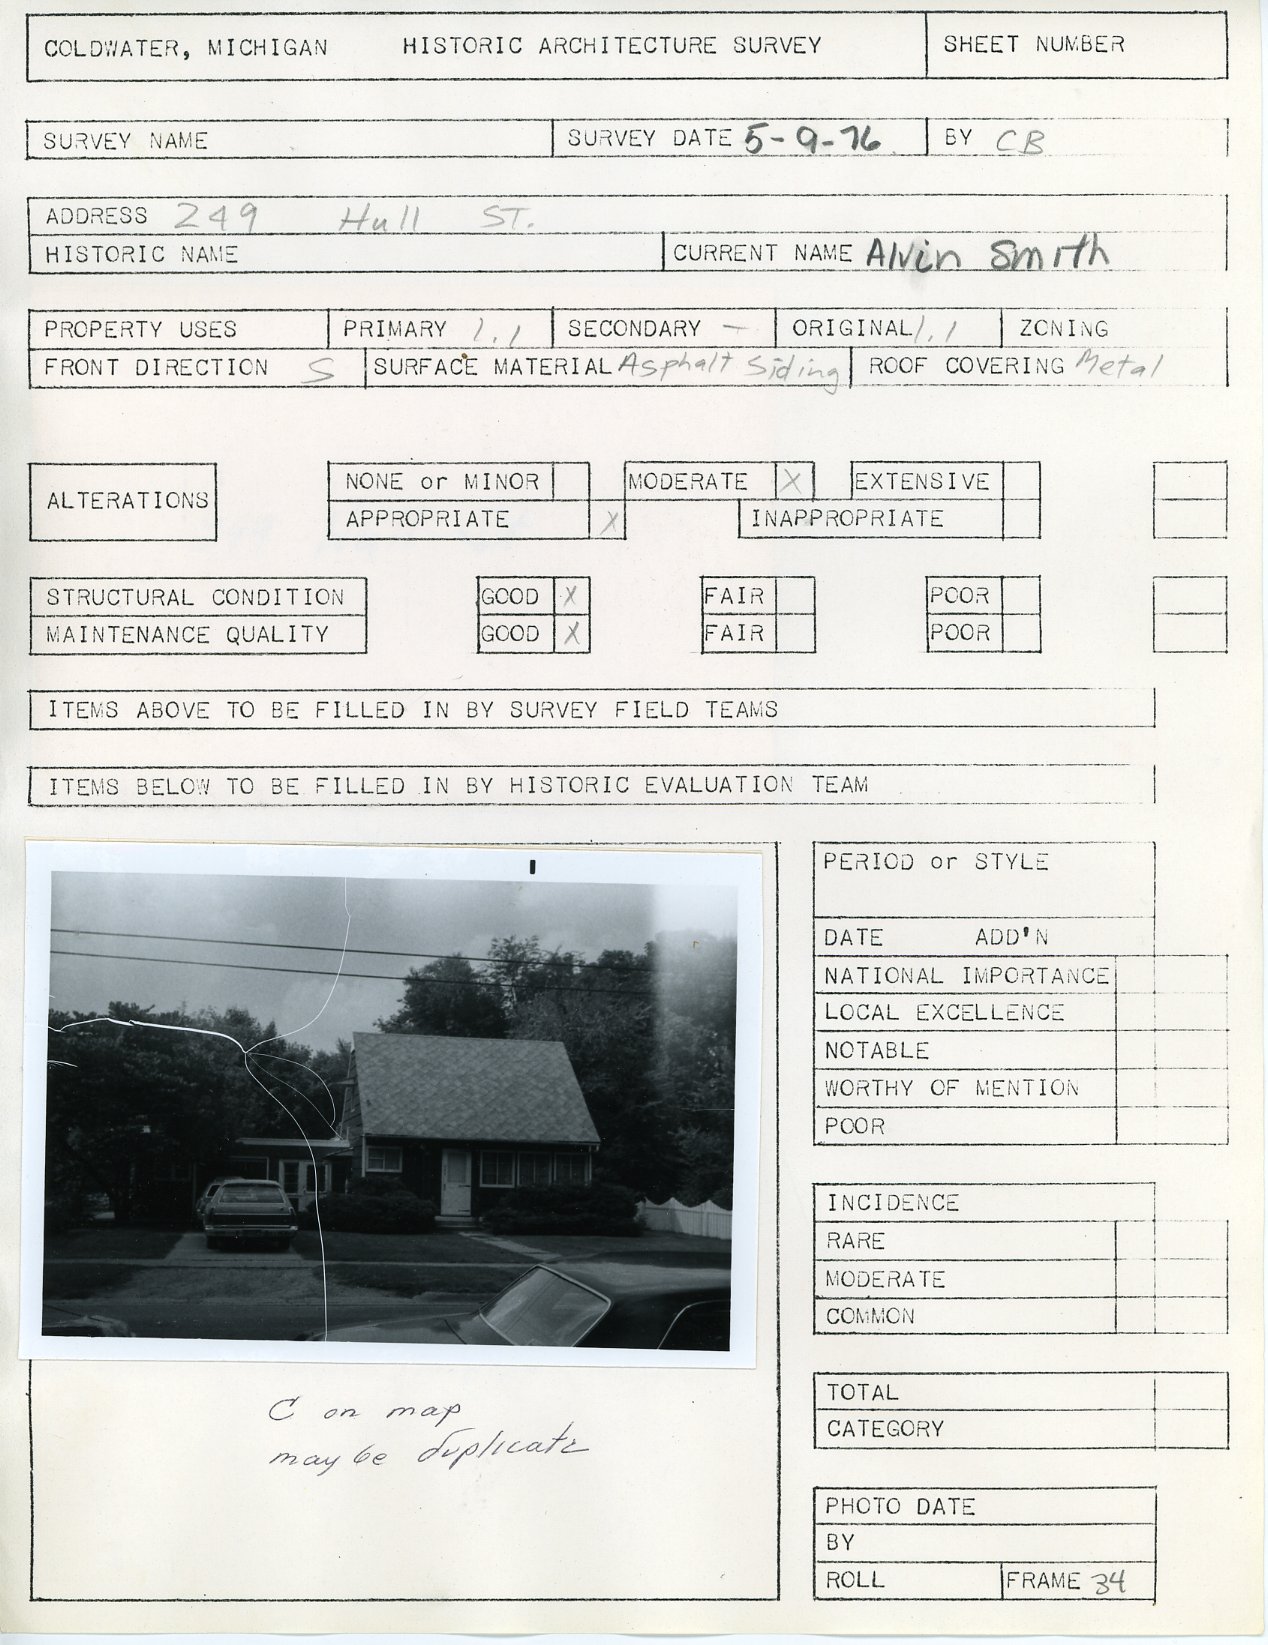 COLDWATER, MICHIGAN HISTORIC ARCHITECTURE SURVEY SHEET NUMBER
SURVEY NAME SURVEY DATE 5-9-76 BY CB
ADDRESS 249 Hull ST.
HISTORIC NAME CURRENT NAME Alvin Smith
PROPERTY USES PRIMARY 1.1 SECONDARY — ORIGINAL 1.1 ZONING
FRONT DIRECTION S SURFACE MATERIAL Asphalt Siding ROOF COVERING Metal
ALTERATIONS NONE or MINOR MODERATE X EXTENSIVE
APPROPRIATE X INAPPROPRIATE
STRUCTURAL CONDITION GOOD X FAIR POOR
MAINTENANCE QUALITY GOOD X FAIR POOR
ITEMS ABOVE TO BE FILLED IN BY SURVEY FIELD TEAMS
ITEMS BELOW TO BE FILLED IN BY HISTORIC EVALUATION TEAM
C on map
maybe duplicate
PERIOD or STYLE
DATE ADD'N
NATIONAL IMPORTANCE
LOCAL EXCELLENCE
NOTABLE
WORTHY OF MENTION
POOR
INCIDENCE
RARE
MODERATE
COMMON
TOTAL
CATEGORY
PHOTO DATE
BY
ROLL FRAME 34